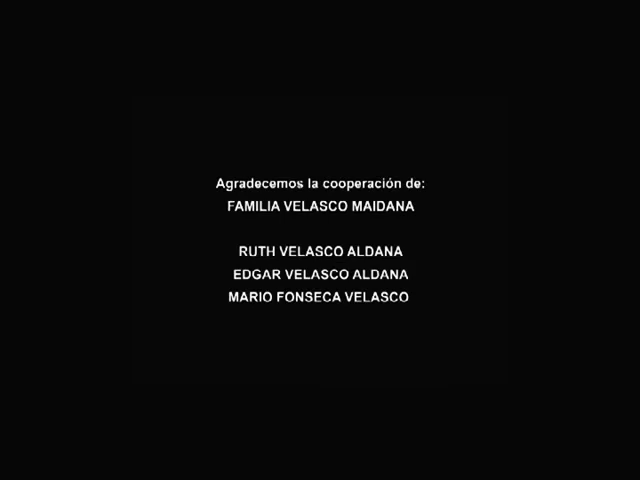 Agradecemos la cooperación de:
FAMILIA VELASCO MAIDANA
RUTH VELASCO ALDANA
EDGAR VELASCO ALDANA
MARIO FONSECA VELASCO